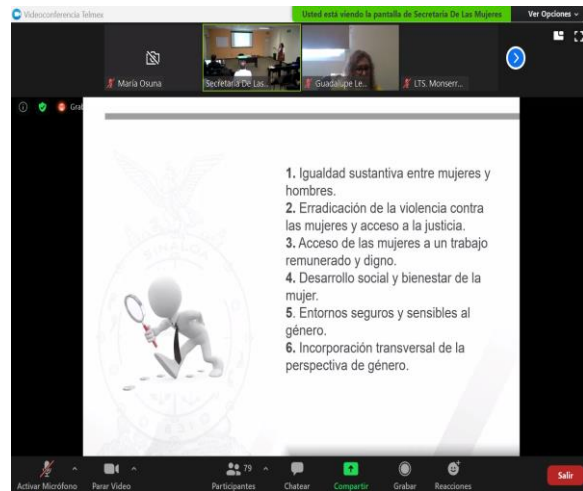 Videoconferencia Telmex
Usted está viendo la pantalla de Secretaria De Las Mujeres
Ver Opciones
María Osuna
Secretaria De Las...
Guadalupe Le...
LTS. Monserr...
1. Igualdad sustantiva entre mujeres y
hombres.
2. Erradicación de la violencia contra
las mujeres y acceso a la justicia.
3. Acceso de las mujeres a un trabajo
remunerado y digno.
4. Desarrollo social y bienestar de la
mujer.
5. Entornos seguros y sensibles al
género.
6. Incorporación transversal de la
perspectiva de género.
SINALOA
Activar Micrófono
Parar Video
79
Participantes
Chatear
Compartir
Grabar
Reacciones
Salir